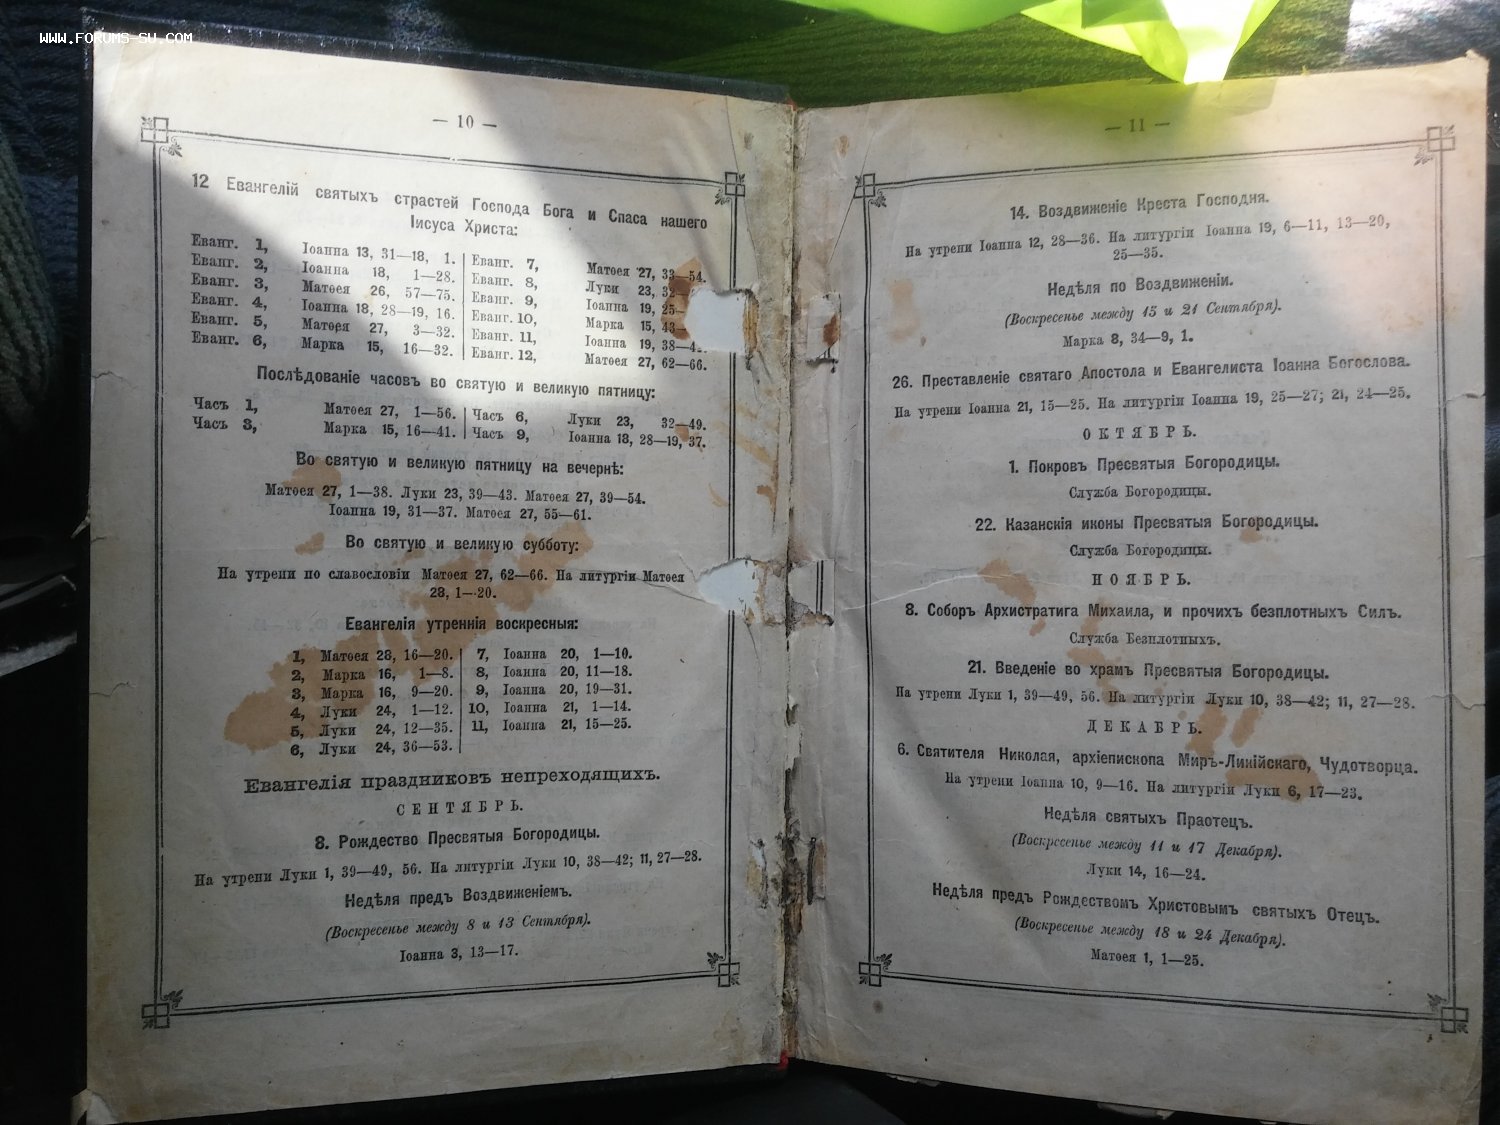 WWW.FORUMS-SU.COM
— 10 —
12 Евангелій святыхъ страстей Господа Бога и Спаса нашего
Іисуса Христа:
Еванг. 1, Іоанна 13, 31—18, 1.
Еванг. 2, Іоанна 18, 1—28.
Еванг. 3, Матѳея 26, 57—75.
Еванг. 4, Іоанна 18, 28—19, 16.
Еванг. 5, Матѳея 27, 3—32.
Еванг. 6, Марка 15, 16—32.
Еванг. 7, Матѳея 27, 33—54.
Еванг. 8, Луки 23, 32—
Еванг. 9, Іоанна 19, 25—
Еванг. 10, Марка 15, 43—
Еванг. 11, Іоанна 19, 38—
Еванг. 12, Матѳея 27, 62—66.
Послѣдованіе часовъ во святую и великую пятницу:
Часъ 1, Матѳея 27, 1—56.
Часъ 3, Марка 15, 16—41.
Часъ 6, Луки 23, 32—49.
Часъ 9, Іоанна 18, 28—19, 37.
Во святую и великую пятницу на вечернѣ:
Матѳея 27, 1—38. Луки 23, 39—43. Матѳея 27, 39—54.
Іоанна 19, 31—37. Матѳея 27, 55—61.
Во святую и великую субботу:
На утрени по славословіи Матѳея 27, 62—66. На литургіи Матѳея
28, 1—20.
Евангелія утреннія воскресныя:
1, Матѳея 28, 16—20.
2, Марка 16, 1—8.
3, Марка 16, 9—20.
4, Луки 24, 1—12.
5, Луки 24, 12—35.
6, Луки 24, 36—53.
7, Іоанна 20, 1—10.
8, Іоанна 20, 11—18.
9, Іоанна 20, 19—31.
10, Іоанна 21, 1—14.
11, Іоанна 21, 15—25.
Евангелія праздниковъ непреходящихъ.
СЕНТЯБРЬ.
8. Рождество Пресвятыя Богородицы.
На утрени Луки 1, 39—49, 56. На литургіи Луки 10, 38—42; 11, 27—28.
Недѣля предъ Воздвиженіемъ.
(Воскресенье между 8 и 13 Сентября).
Іоанна 3, 13—17.
— 11 —
14. Воздвиженіе Креста Господня.
На утрени Іоанна 12, 28—36. На литургіи Іоанна 19, 6—11, 13—20,
25—35.
Недѣля по Воздвиженіи.
(Воскресенье между 15 и 21 Сентября).
Марка 8, 34—9, 1.
26. Преставленіе святаго Апостола и Евангелиста Іоанна Богослова.
На утрени Іоанна 21, 15—25. На литургіи Іоанна 19, 25—27; 21, 24—25.
ОКТЯБРЬ.
1. Покровъ Пресвятыя Богородицы.
Служба Богородицы.
22. Казанскія иконы Пресвятыя Богородицы.
Служба Богородицы.
НОЯБРЬ.
8. Соборъ Архистратига Михаила, и прочихъ безплотныхъ Силъ.
Служба Безплотныхъ.
21. Введеніе во храмъ Пресвятыя Богородицы.
На утрени Луки 1, 39—49, 56. На литургіи Луки 10, 38—42; 11, 27—28.
ДЕКАБРЬ.
6. Святителя Николая, архіепископа Миръ-Ликійскаго, Чудотворца.
На утрени Іоанна 10, 9—16. На литургіи Луки 6, 17—23.
Недѣля святыхъ Праотецъ.
(Воскресенье между 11 и 17 Декабря).
Луки 14, 16—24.
Недѣля предъ Рождествомъ Христовымъ святыхъ Отецъ.
(Воскресенье между 18 и 24 Декабря).
Матѳея 1, 1—25.